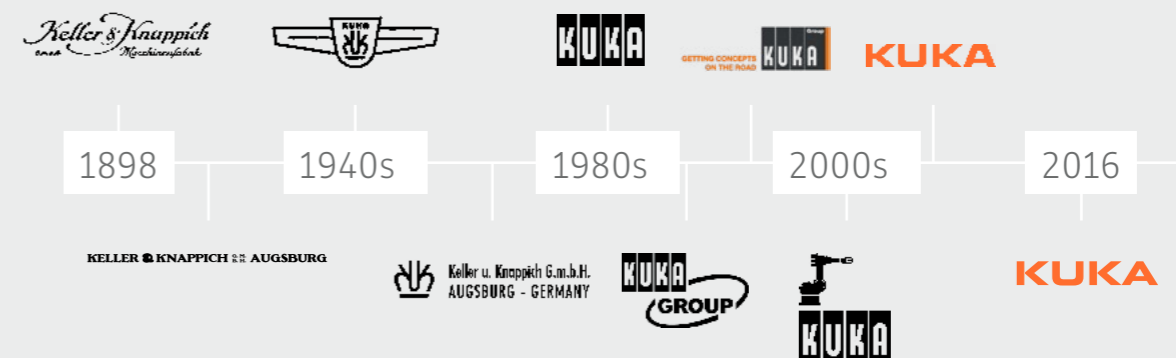 Keller & Knappich
GmbH Maschinenfabrik
KUKA
KUKA
Group
GETTING CONCEPTS
ON THE ROAD
KUKA
KUKA
1898
1940s
1980s
2000s
2016
KELLER & KNAPPICH AUGSBURG
Keller u. Knappich G.m.b.H.
AUGSBURG - GERMANY
KUKA
GROUP
KUKA
KUKA